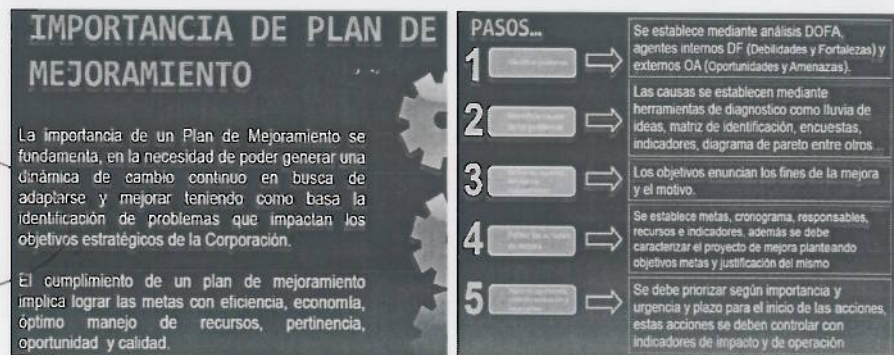 IMPORTANCIA DE PLAN DE
MEJORAMIENTO
La importancia de un Plan de Mejoramiento se
fundamenta, en la necesidad de poder generar una
dinámica de cambio continuo en busca de
adaptarse y mejorar teniendo como basa la
identificación de problemas que impactan los
objetivos estratégicos de la Corporación.
El cumplimiento de un plan de mejoramiento
implica lograr las metas con eficiencia, economía,
óptimo manejo de recursos, pertinencia,
oportunidad y calidad.
PASOS...
1
Se establece mediante análisis DOFA,
agentes internos DF (Debilidades y Fortalezas) y
externos OA (Oportunidades y Amenazas).
2
Las causas se establecen mediante
herramientas de diagnostico como lluvia de
ideas, matriz de identificación, encuestas,
indicadores, diagrama de pareto entre otros...
3
Los objetivos enuncian los fines de la mejora
y el motivo.
4
Se establece metas, cronograma, responsables,
recursos e indicadores, además se debe
caracterizar el proyecto de mejora planteando
objetivos metas y justificación del mismo
5
Se debe priorizar según importancia y
urgencia y plazo para el inicio de las acciones,
estas acciones se deben controlar con
indicadores de impacto y de operación